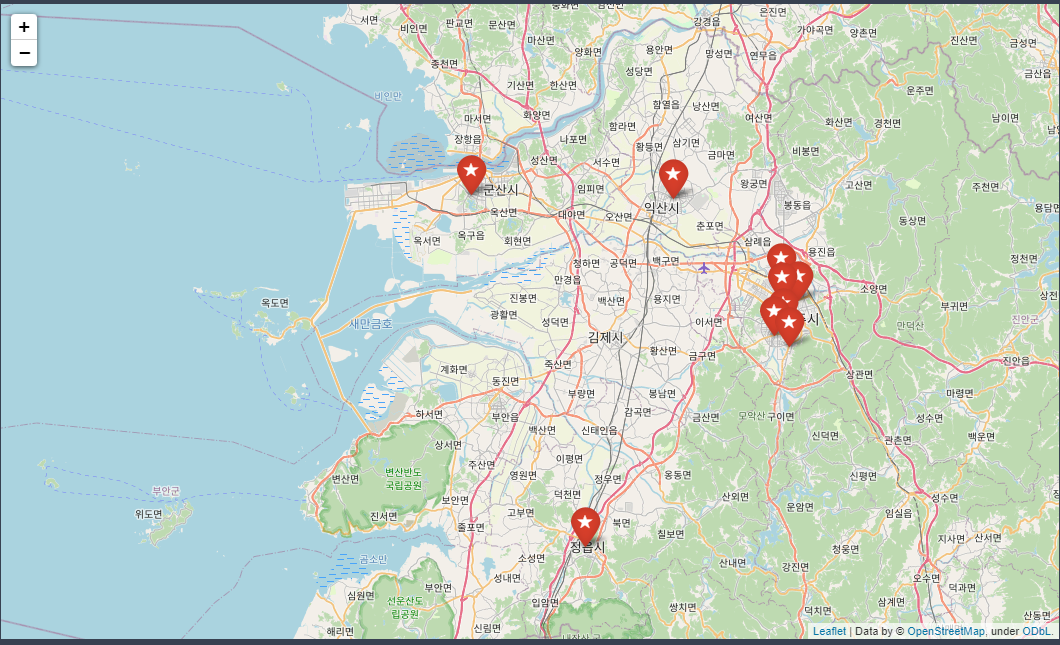 +
−
서면
비인면
판교면
문산면
강경읍
온진면
가야곡면
양촌면
진산면
금성면
마산면
양화면
용안면
망성면
연무읍
종천면
성당면
금산읍
기산면
한산면
운주면
비인만
함열읍
낭산면
마서면
화양면
여산면
화산면
경천면
남이면
장항읍
나포면
함라면
황등면
삼기면
금마면
비봉면
성산면
서수면
왕궁면
고산면
주천면
군산시
임피면
익산시
봉동읍
옥산면
대야면
오산면
춘포면
동상면
용담면
옥서면
옥구읍
회현면
삼례읍
용진읍
정천면
청하면
공덕면
백구면
만경읍
소양면
옥도면
진봉면
백산면
용지면
부귀면
광활면
성덕면
이서면
만덕산
진안군
새만금호
김제시
계화면
죽산면
황산면
금구면
진안읍
동진면
부량면
봉남면
상관면
마령면
하서면
부안읍
감곡면
금산면
모악산
구이면
성수면
백산면
신태인읍
신덕면
관촌면
백운면
상서면
변산면
변산반도
국립공원
주산면
이평면
영원면
정우면
옹동면
신평면
부안군
위도면
진서면
보안면
덕천면
산외면
운암면
성수면
줄포면
고부면
북면
칠보면
임실읍
정읍시
지사면
산서면
곰소만
소성면
산내면
청웅면
강진면
성내면
오수면
덕과면
심원면
선운산도
립공원
부안면
입암면
쌍치면
덕치면
삼계면
산동면
해리면
신림면
Leaflet | Data by © OpenStreetMap, under ODbL.